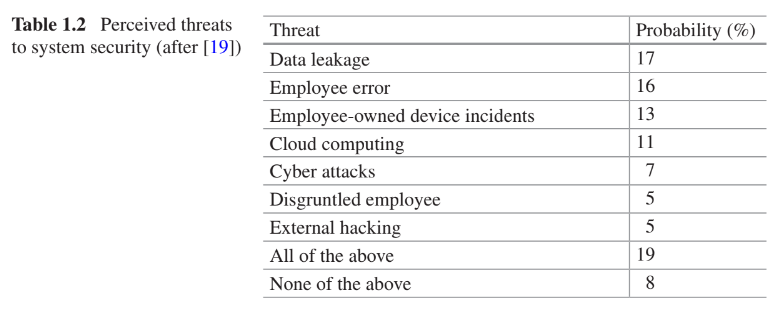 Table 1.2 Perceived threats
to system security (after [19])
Threat Probability (%)
Data leakage 17
Employee error 16
Employee-owned device incidents 13
Cloud computing 11
Cyber attacks 7
Disgruntled employee 5
External hacking 5
All of the above 19
None of the above 8